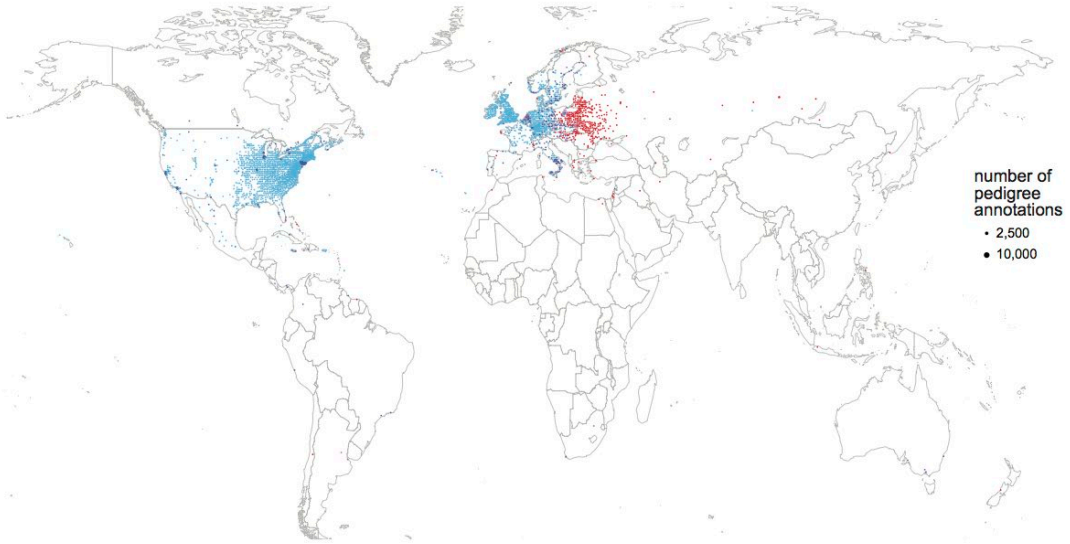 number of
pedigree
annotations
2,500
10,000